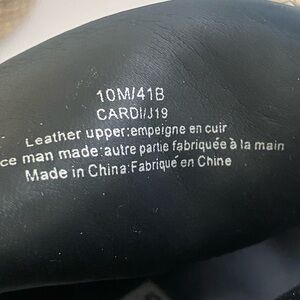 10M/41B
CARDI/J19
Leather upper:empeigne en cuir
ce man made:autre partie fabriquée à la main
Made in China:Fabriqué en Chine